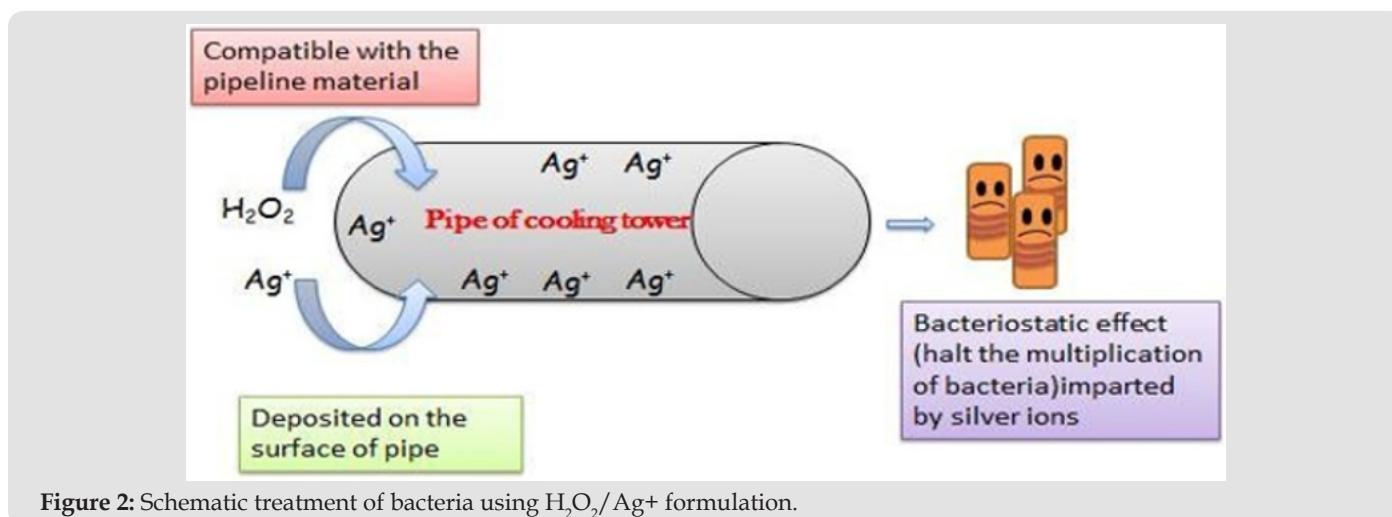 Compatible with the
pipeline material
H₂O₂
Ag⁺
Ag⁺
Ag⁺ Ag⁺
Pipe of cooling tower
Ag⁺ Ag⁺ Ag⁺
Deposited on the
surface of pipe
Bacteriostatic effect
(halt the multiplication
of bacteria)imparted
by silver ions
Figure 2: Schematic treatment of bacteria using H₂O₂/Ag+ formulation.